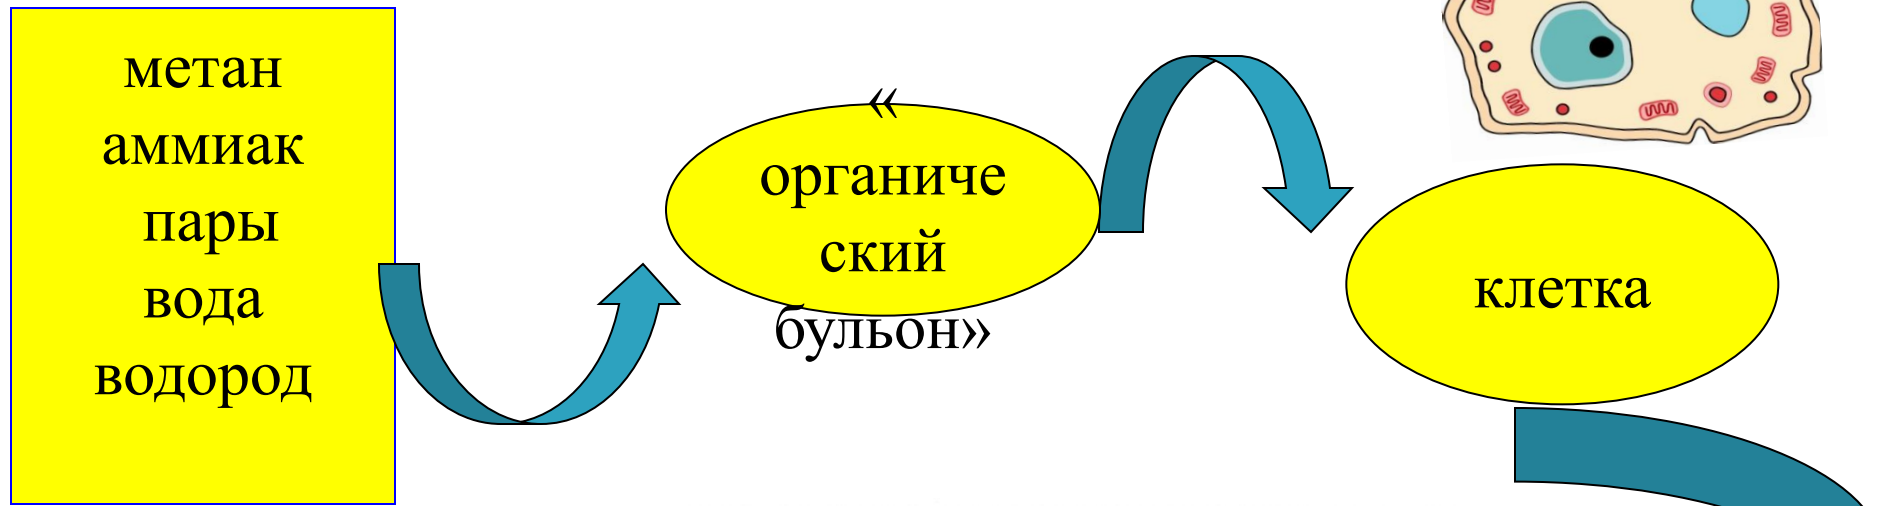 метан
аммиак
пары
вода
водород
«
органиче
ский
бульон»
клетка